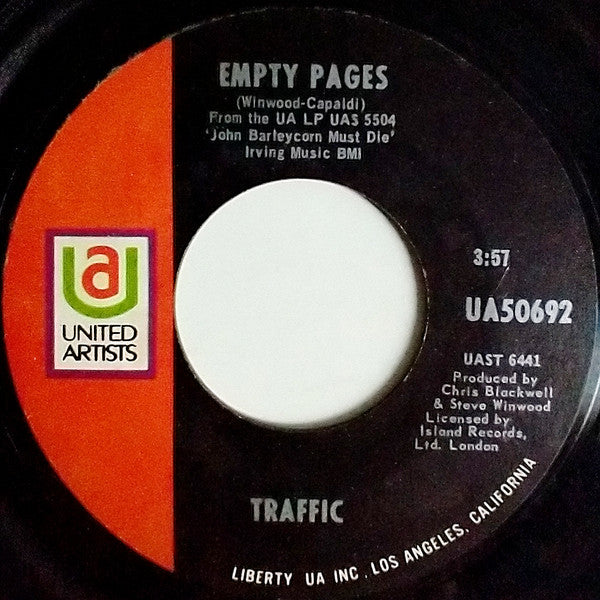 EMPTY PAGES
(Winwood-Capaldi)
From the UA LP UAS 5504
'John Barleycorn Must Die'
Irving Music BMI
ua
UNITED
ARTISTS
3:57
UA50692
UAST 6441
Produced by
Chris Blackwell
& Steve Winwood
Licensed by
Island Records,
Ltd. London
TRAFFIC
LIBERTY UA INC., LOS ANGELES, CALIFORNIA